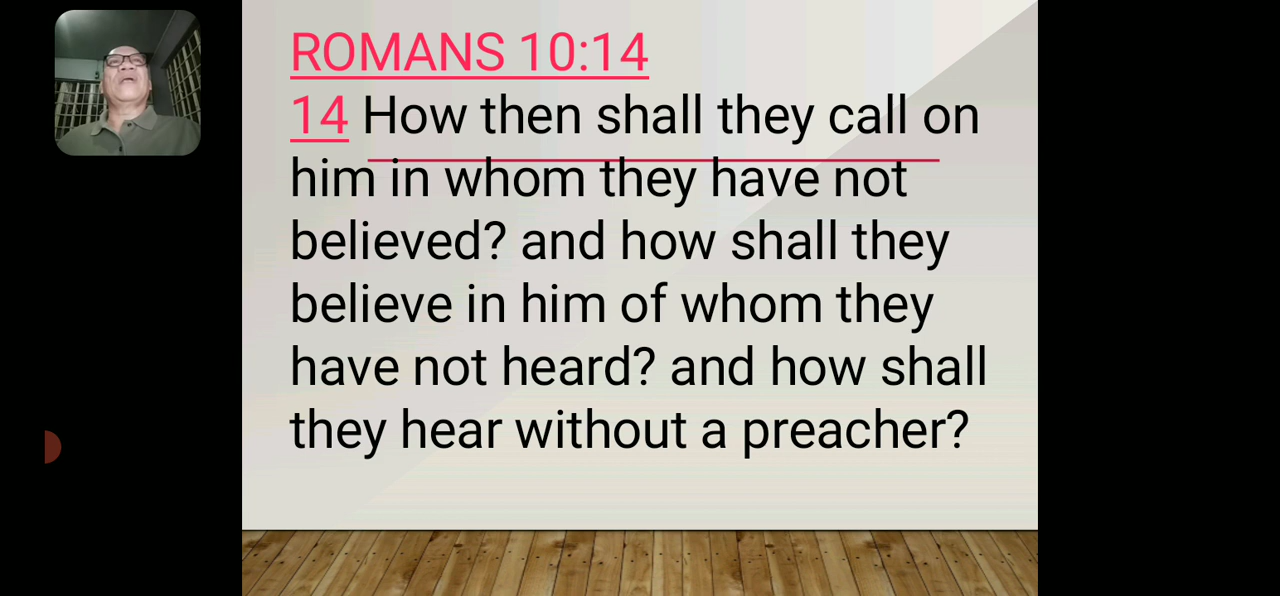 ROMANS 10:14
14 How then shall they call on
him in whom they have not
believed? and how shall they
believe in him of whom they
have not heard? and how shall
they hear without a preacher?